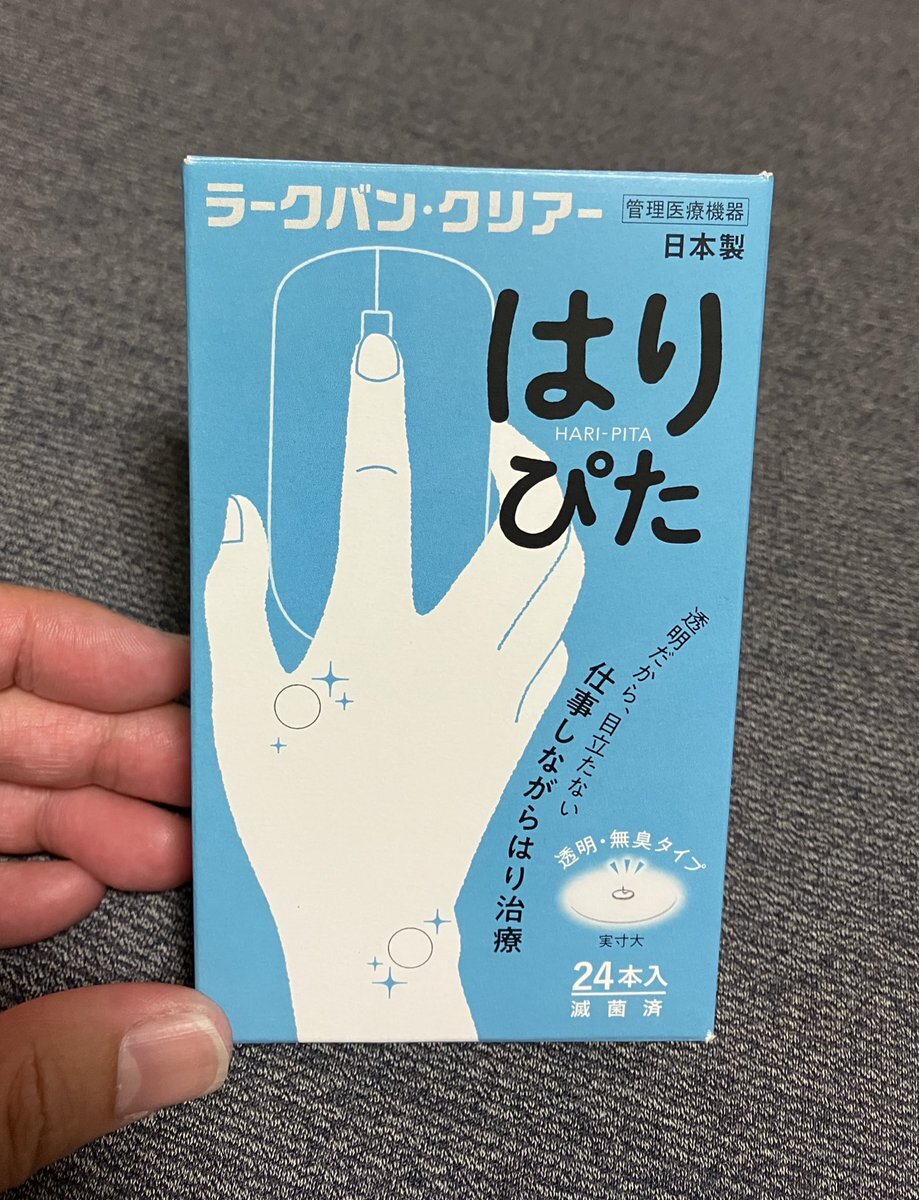 ラークバン・クリアー
管理医療機器
日本製
はり
HARI-PITA
ぴた
透明だから、目立たない
仕事しながらはり治療
透明・無臭タイプ
実寸大
24本入
滅菌済